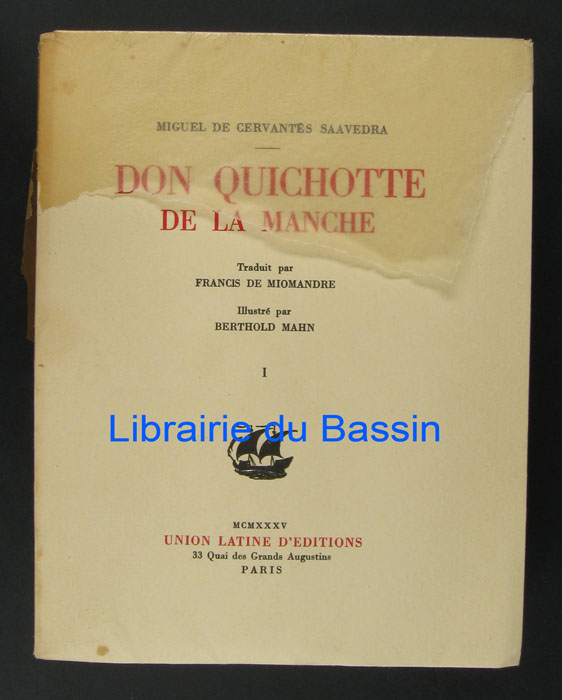 MIGUEL DE CERVANTÈS SAAVEDRA
DON QUICHOTTE
DE LA MANCHE
Traduit par
FRANCIS DE MIOMANDRE
Illustré par
BERTHOLD MAHN
I
Librairie du Bassin
MCMXXXV
UNION LATINE D'EDITIONS
33 Quai des Grands Augustins
PARIS